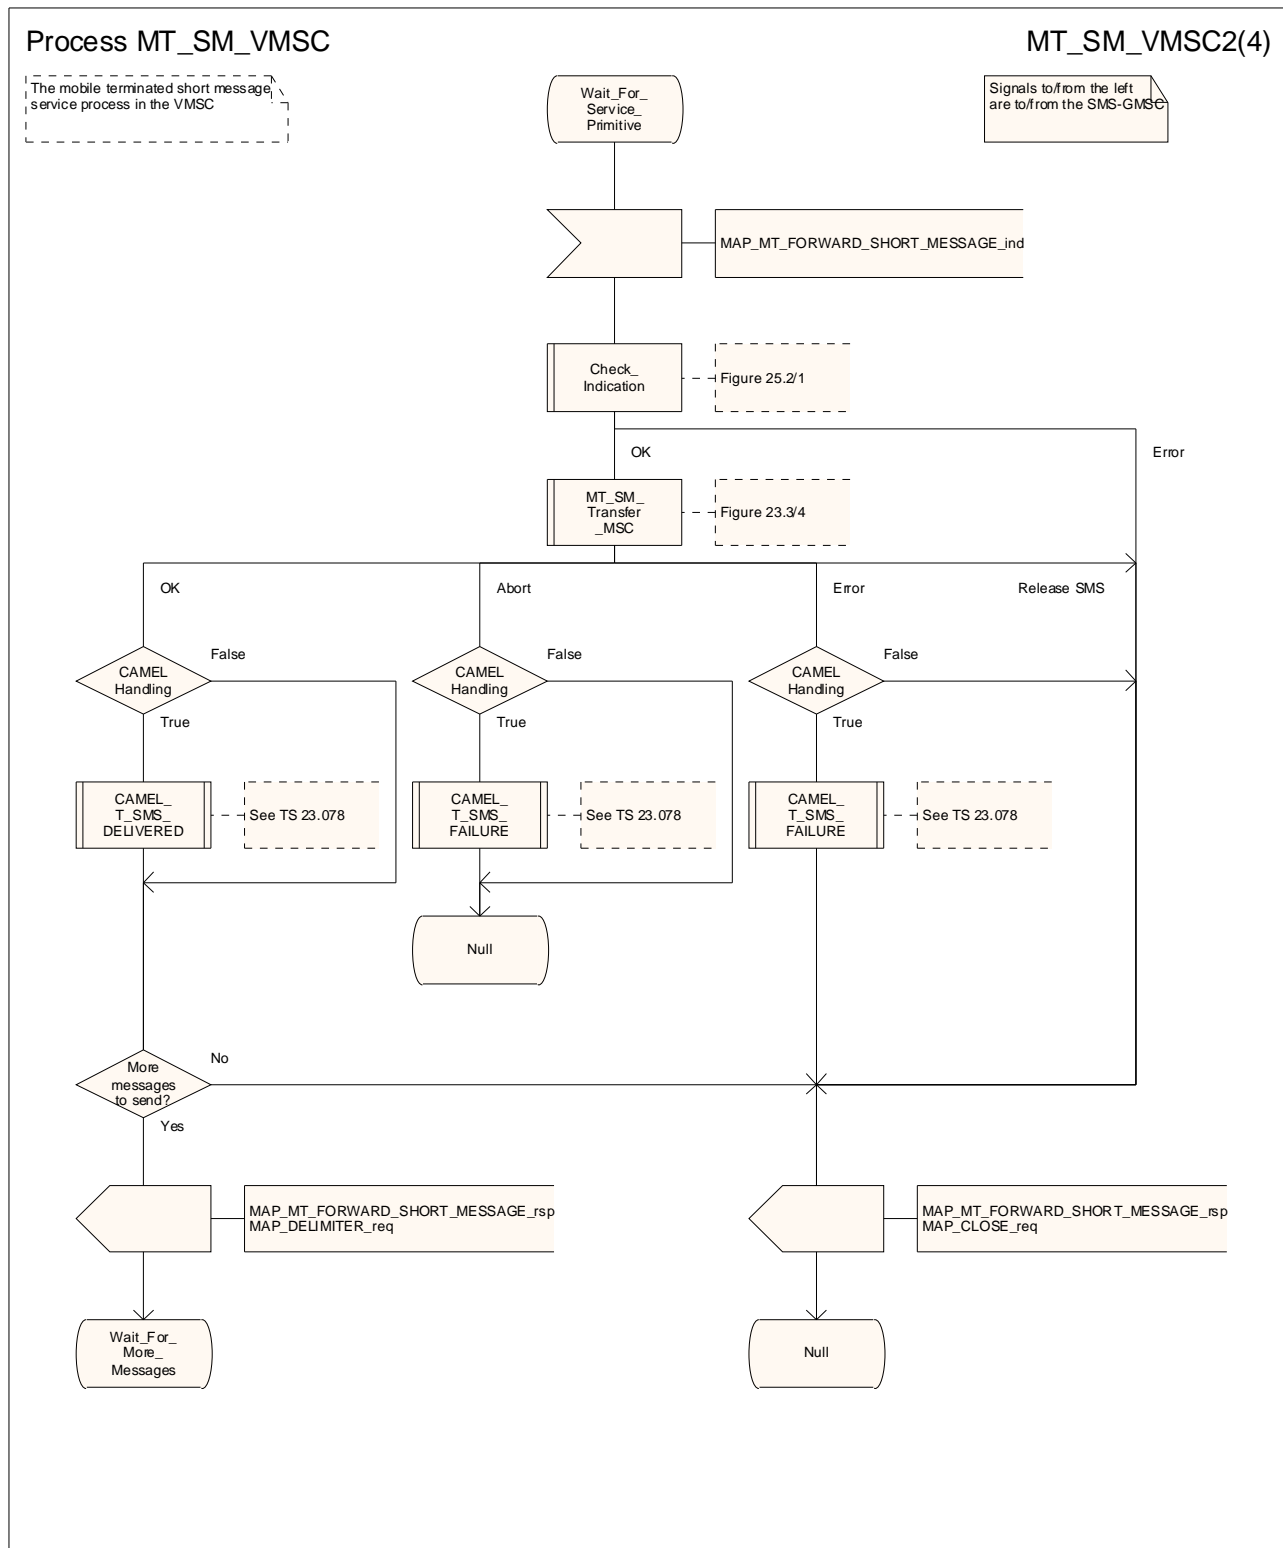 Process MT_SM_VMSC
MT_SM_VMSC2(4)
The mobile terminated short message
service process in the VMSC
Wait_For_
Service_
Primitive
Signals to/from the left
are to/from the SMS-GMSC
MAP_MT_FORWARD_SHORT_MESSAGE_ind
Check_
Indication
Figure 25.2/1
OK
Error
MT_SM_
Transfer
_MSC
Figure 23.3/4
OK
Abort
Error
Release SMS
CAMEL
Handling
False
True
CAMEL
Handling
False
True
CAMEL
Handling
False
True
CAMEL_
T_SMS_
DELIVERED
See TS 23.078
CAMEL_
T_SMS_
FAILURE
See TS 23.078
CAMEL_
T_SMS_
FAILURE
See TS 23.078
Null
More
messages
to send?
No
Yes
MAP_MT_FORWARD_SHORT_MESSAGE_rsp
MAP_DELIMITER_req
MAP_MT_FORWARD_SHORT_MESSAGE_rsp
MAP_CLOSE_req
Wait_For_
More_
Messages
Null